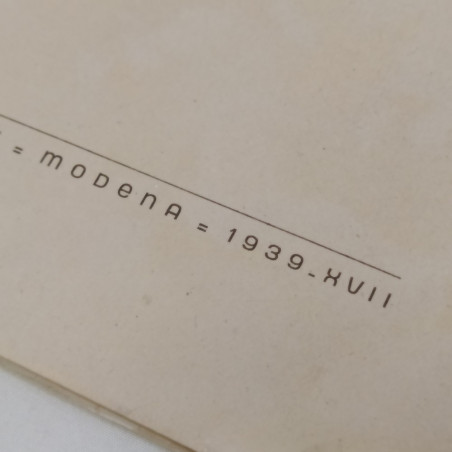 = MODenA = 1939-XVII